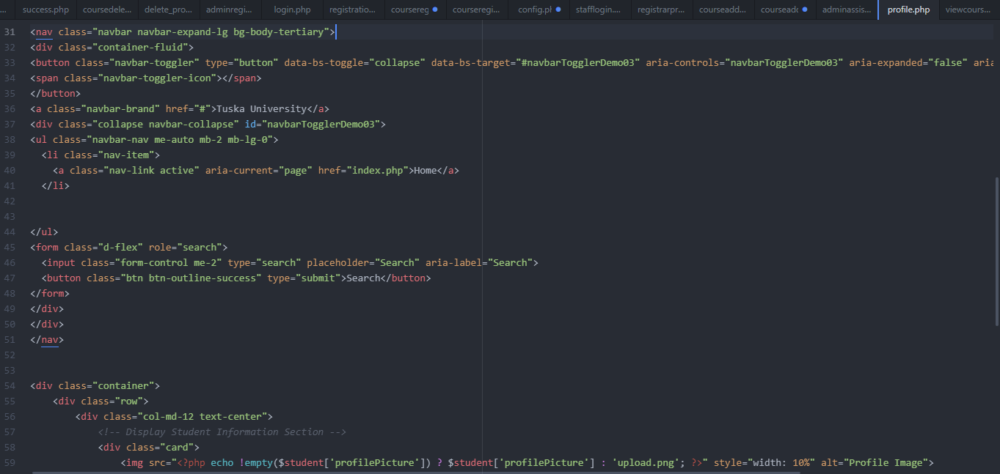 ... success.php coursedele... delete_pro... adminregi... login.php registratio... coursereg courseregi... config.pl stafflogin.... registrarpr... courseadd... courseadd adminassis... profile.php viewcours...
31 <nav class="navbar navbar-expand-lg bg-body-tertiary">
32 <div class="container-fluid">
33 <button class="navbar-toggler" type="button" data-bs-toggle="collapse" data-bs-target="#navbarTogglerDemo03" aria-controls="navbarTogglerDemo03" aria-expanded="false" aria
34 <span class="navbar-toggler-icon"></span>
35 </button>
36 <a class="navbar-brand" href="#">Tuska University</a>
37 <div class="collapse navbar-collapse" id="navbarTogglerDemo03">
38 <ul class="navbar-nav me-auto mb-2 mb-lg-0">
39 <li class="nav-item">
40 <a class="nav-link active" aria-current="page" href="index.php">Home</a>
41 </li>
42
43
44 </ul>
45 <form class="d-flex" role="search">
46 <input class="form-control me-2" type="search" placeholder="Search" aria-label="Search">
47 <button class="btn btn-outline-success" type="submit">Search</button>
48 </form>
49 </div>
50 </div>
51 </nav>
52
53
54 <div class="container">
55 <div class="row">
56 <div class="col-md-12 text-center">
57 <!-- Display Student Information Section -->
58 <div class="card">
59 <img src="<?php echo !empty($student['profilePicture']) ? $student['profilePicture'] : 'upload.png'; ?>" style="width: 10%" alt="Profile Image">